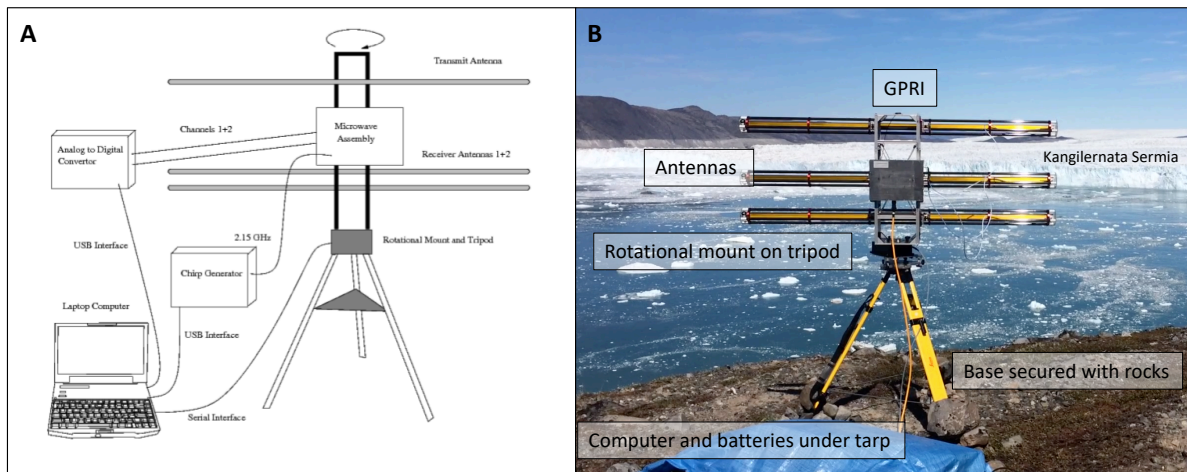 A
Transmit Antenna
Channels 1+2
Microwave
Assembly
Analog to Digital
Convertor
Receiver Antennas 1+2
USB Interface
2.15 GHz
Rotational Mount and Tripod
Chirp Generator
Laptop Computer
USB Interface
Serial Interface
B
GPRI
Antennas
Kangilernata Sermia
Rotational mount on tripod
Base secured with rocks
Computer and batteries under tarp